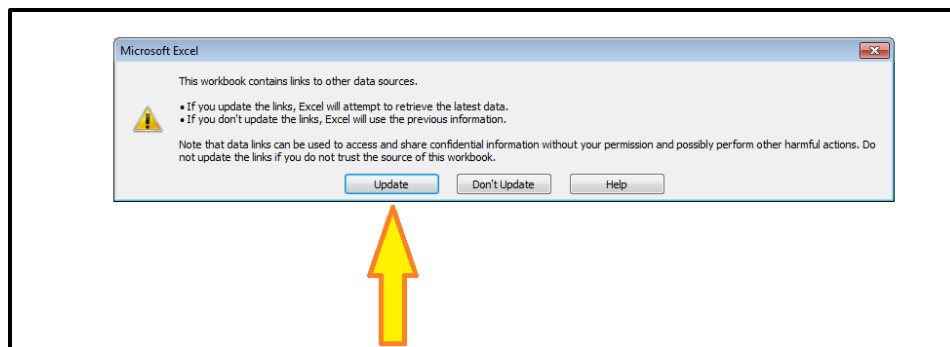 Microsoft Excel
This workbook contains links to other data sources.
• If you update the links, Excel will attempt to retrieve the latest data.
• If you don't update the links, Excel will use the previous information.
Note that data links can be used to access and share confidential information without your permission and possibly perform other harmful actions. Do
not update the links if you do not trust the source of this workbook.
Update Don't Update Help